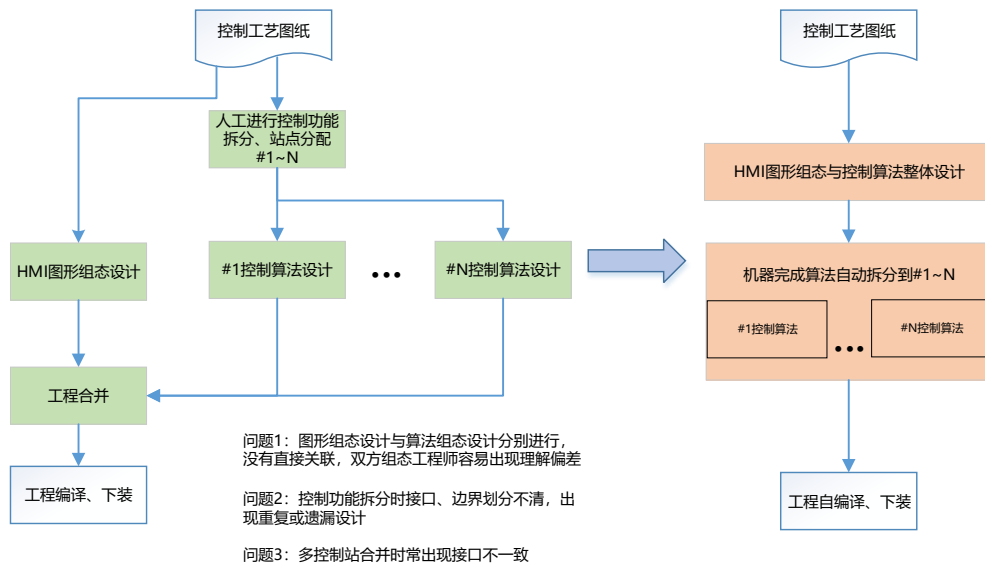 控制工艺图纸
人工进行控制功能
拆分、站点分配
#1~N
HMI图形组态设计
#1控制算法设计
•••
#N控制算法设计
工程合并
工程编译、下装
问题1：图形组态设计与算法组态设计分别进行，
没有直接关联，双方组态工程师容易出现理解偏差
问题2：控制功能拆分时接口、边界划分不清，出
现重复或遗漏设计
问题3：多控制站合并时常出现接口不一致
控制工艺图纸
HMI图形组态与控制算法整体设计
机器完成算法自动拆分到#1~N
#1控制算法
•••
#N控制算法
工程自编译、下装